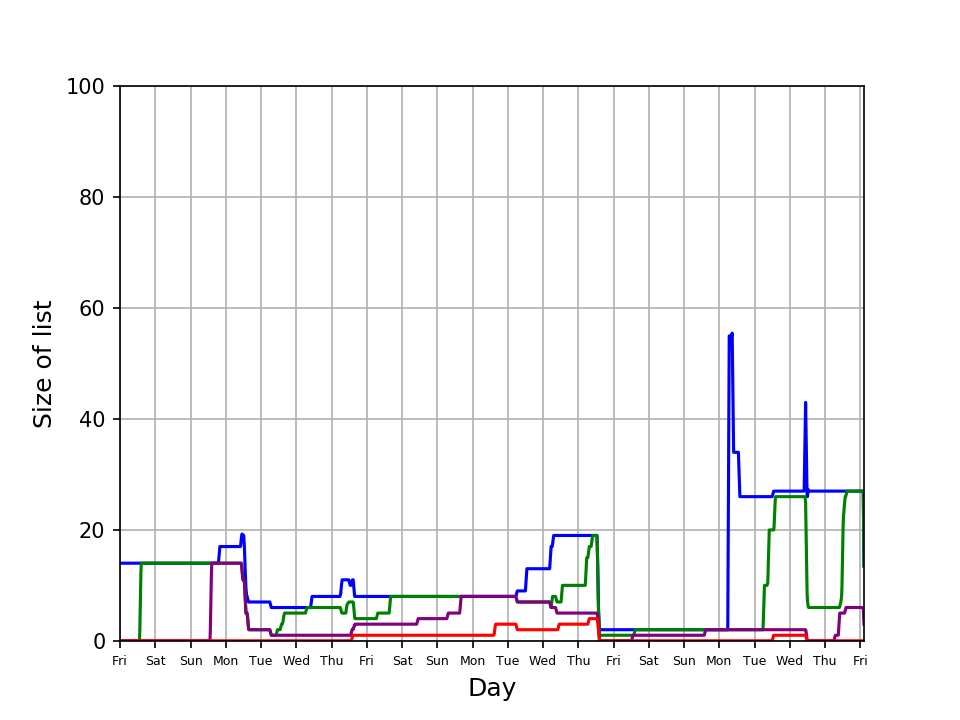 100
80
60
40
20
0
Size of list
Fri Sat Sun Mon Tue Wed Thu Fri Sat Sun Mon Tue Wed Thu Fri Sat Sun Mon Tue Wed Thu Fri
Day